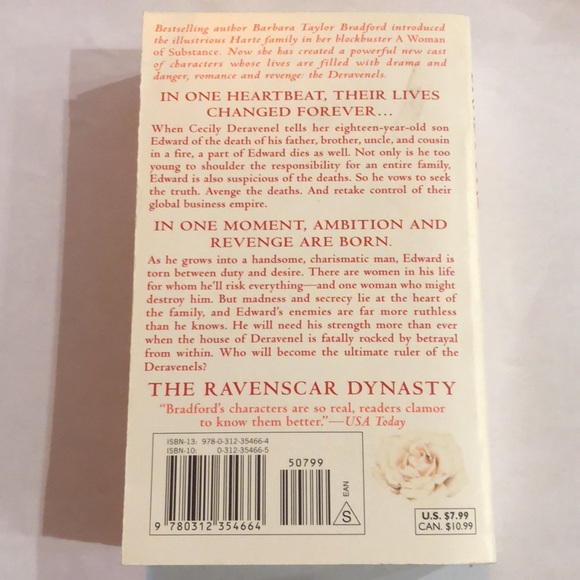 Bestselling author Barbara Taylor Bradford introduced
the illustrious Harte family in her blockbuster A Woman
of Substance. Now she has created a powerful new cast
of characters whose lives are filled with drama and
danger, romance and revenge: the Deravenels.
IN ONE HEARTBEAT, THEIR LIVES
CHANGED FOREVER...
When Cecily Deravenel tells her eighteen-year-old son
Edward of the death of his father, brother, uncle, and cousin
in a fire, a part of Edward dies as well. Not only is he too
young to shoulder the responsibility for an entire family,
Edward is also suspicious of the deaths. So he vows to seek
the truth. Avenge the deaths. And retake control of their
global business empire.
IN ONE MOMENT, AMBITION AND
REVENGE ARE BORN.
As he grows into a handsome, charismatic man, Edward is
torn between duty and desire. There are women in his life
for whom he'll risk everything—and one woman who might
destroy him. But madness and secrecy lie at the heart of
the family, and Edward's enemies are far more ruthless
than he knows. He will need his strength more than ever
when the house of Deravenel is fatally rocked by betrayal
from within. Who will become the ultimate ruler of the
Deravenels?
THE RAVENSCAR DYNASTY
"Bradford's characters are so real, readers clamor
to know them better."—USA Today
ISBN-13: 978-0-312-35466-4
ISBN-10: 0-312-35466-5
50799
9 780312 354664
S EAN
U.S. $7.99
CAN. $10.99